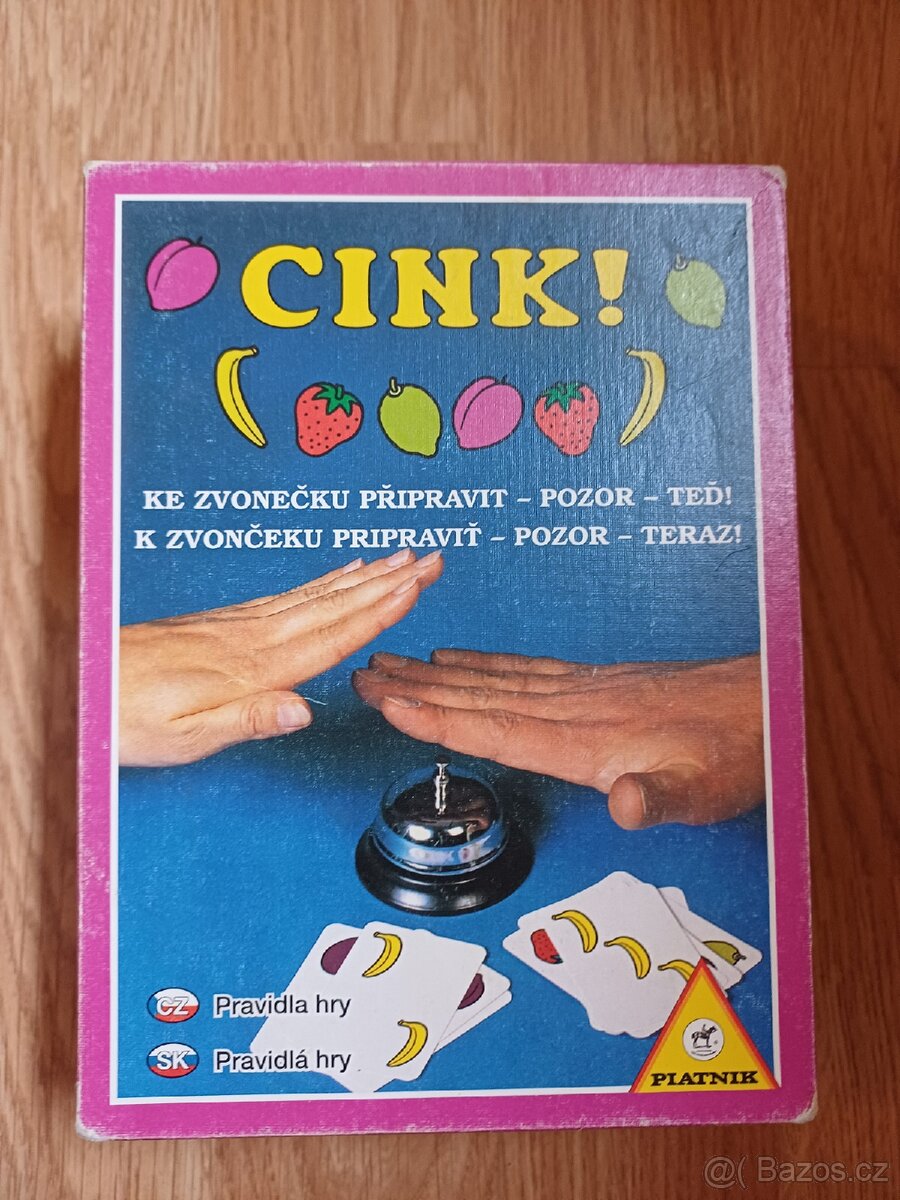 CINK!
KE ZVONEČKU PŘIPRAVIT – POZOR – TEĎ!
K ZVONČEKU PRIPRAVIŤ – POZOR – TERAZ!
CZ Pravidla hry
SK Pravidlá hry
PIATNIK
@( Bazos.cz